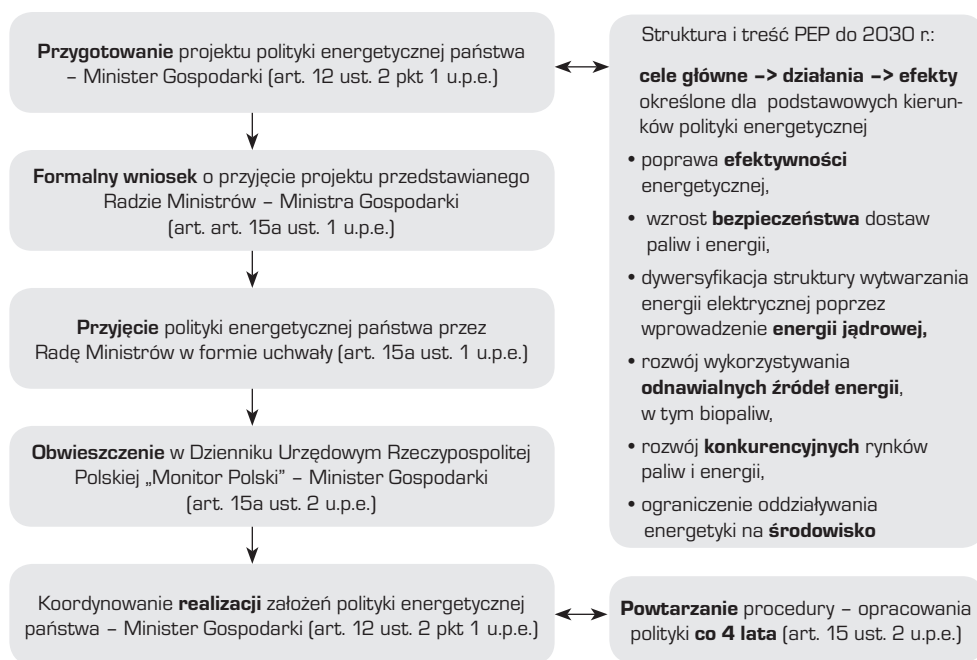 Przygotowanie projektu polityki energetycznej państwa
– Minister Gospodarki (art. 12 ust. 2 pkt 1 u.p.e.)
Formalny wniosek o przyjęcie projektu przedstawianego
Radzie Ministrów – Ministra Gospodarki
(art. art. 15a ust. 1 u.p.e.)
Przyjęcie polityki energetycznej państwa przez
Radę Ministrów w formie uchwały (art. 15a ust. 1 u.p.e.)
Obwieszczenie w Dzienniku Urzędowym Rzeczypospolitej
Polskiej „Monitor Polski” – Minister Gospodarki
(art. 15a ust. 2 u.p.e.)
Koordynowanie realizacji założeń polityki energetycznej
państwa – Minister Gospodarki (art. 12 ust. 2 pkt 1 u.p.e.)
Struktura i treść PEP do 2030 r.:
cele główne –> działania –> efekty
określone dla podstawowych kierun-
ków polityki energetycznej
• poprawa efektywności
energetycznej,
• wzrost bezpieczeństwa dostaw
paliw i energii,
• dywersyfikacja struktury wytwarzania
energii elektrycznej poprzez
wprowadzenie energii jądrowej,
• rozwój wykorzystywania
odnawialnych źródeł energii,
w tym biopaliw,
• rozwój konkurencyjnych rynków
paliw i energii,
• ograniczenie oddziaływania
energetyki na środowisko
Powtarzanie procedury – opracowania
polityki co 4 lata (art. 15 ust. 2 u.p.e.)